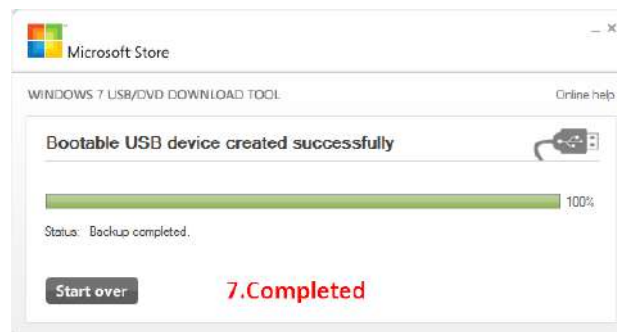 Microsoft Store
WINDOWS 7 USB/DVD DOWNLOAD TOOL
Online help
Bootable USB device created successfully
100%
Status: Backup completed.
Start over
7.Completed